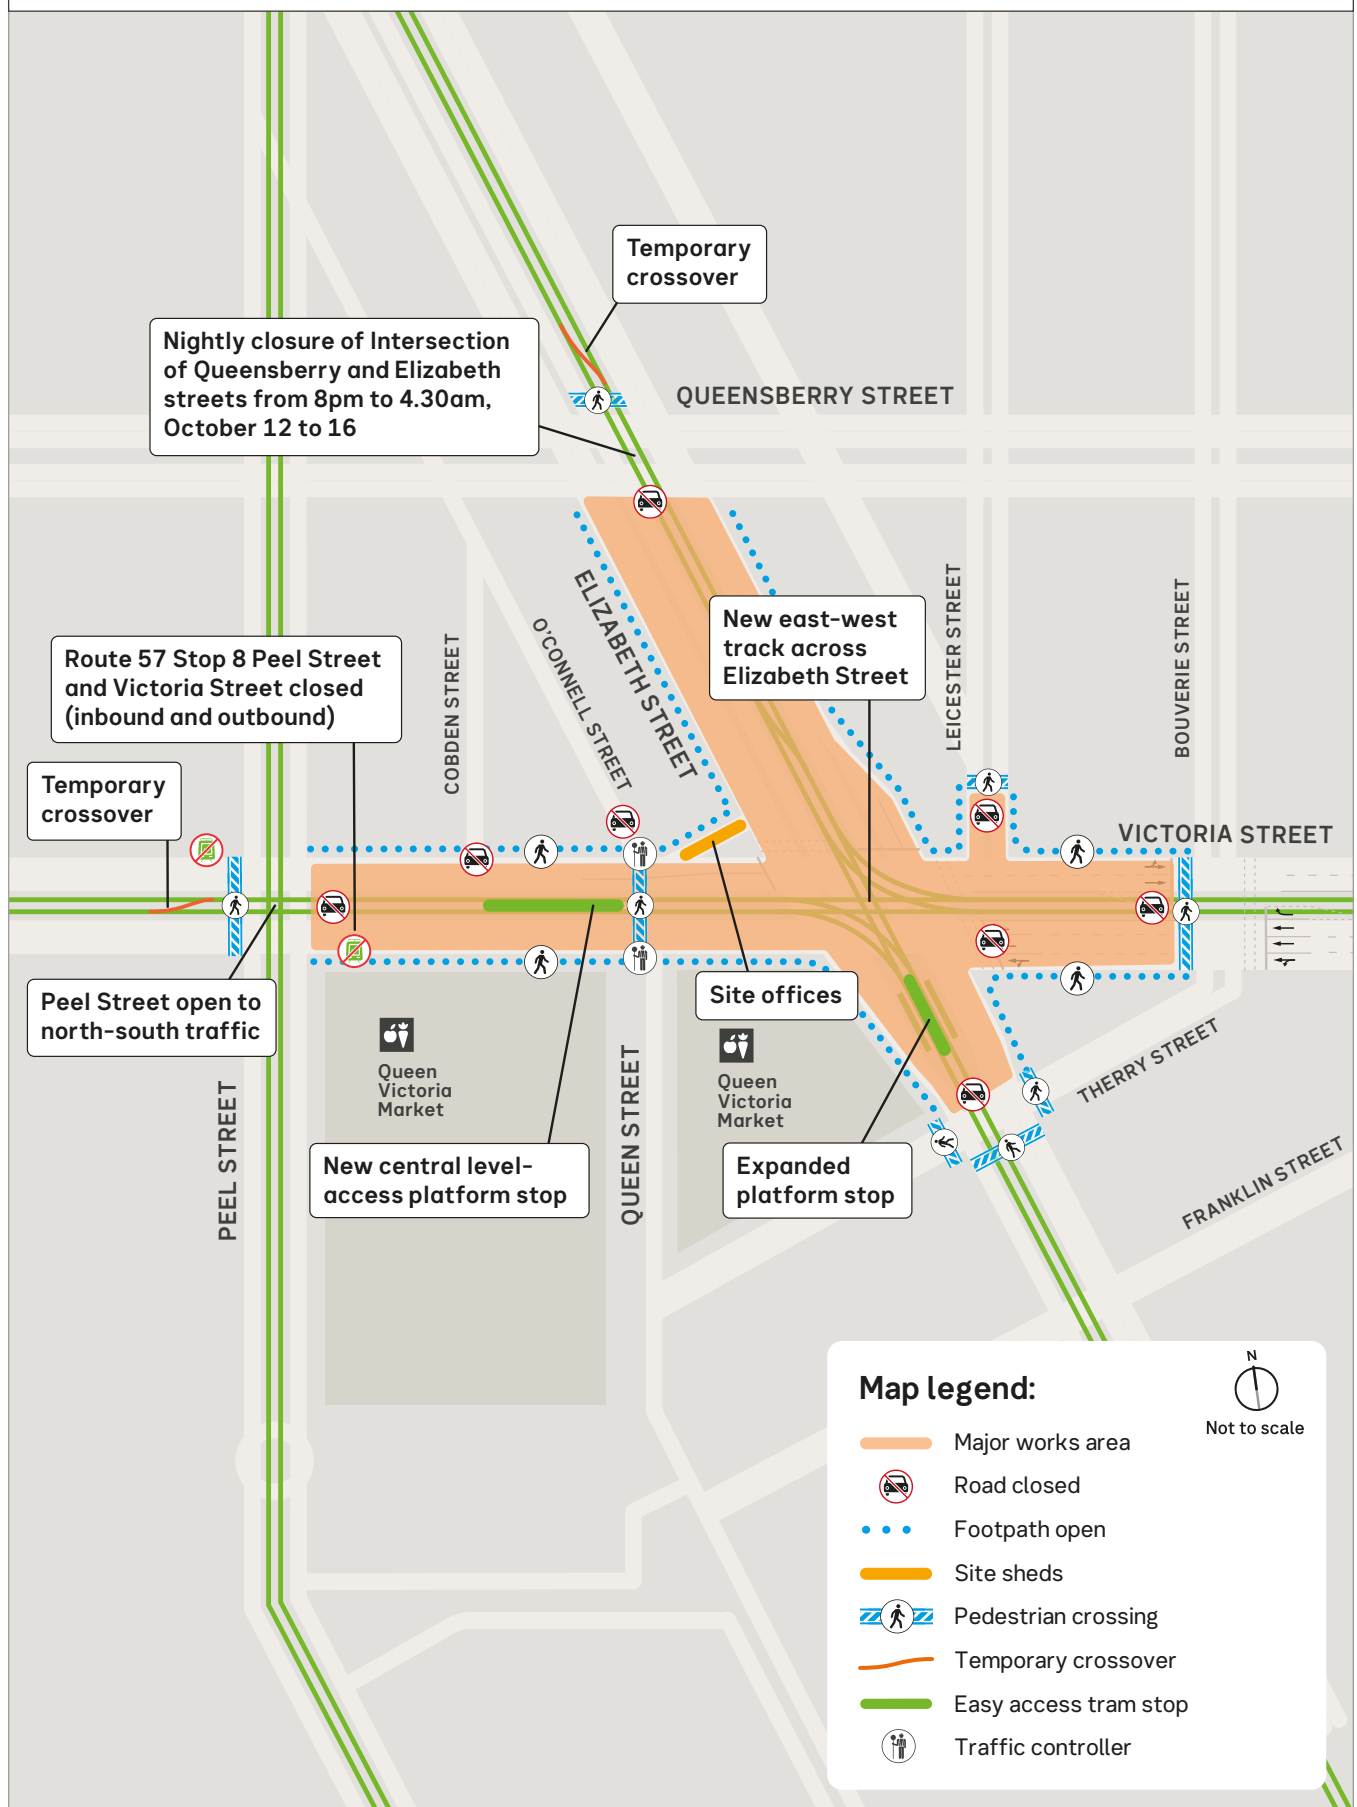 Temporary
crossover
Nightly closure of Intersection
of Queensberry and Elizabeth
streets from 8pm to 4.30am,
October 12 to 16
QUEENSBERRY STREET
ELIZABETH STREET
O'CONNELL STREET
COBDEN STREET
LEICESTER STREET
BOUVERIE STREET
New east-west
track across
Elizabeth Street
Route 57 Stop 8 Peel Street
and Victoria Street closed
(inbound and outbound)
Temporary
crossover
VICTORIA STREET
Peel Street open to
north-south traffic
Site offices
Queen
Victoria
Market
Queen
Victoria
Market
PEEL STREET
QUEEN STREET
THERRY STREET
FRANKLIN STREET
New central level-
access platform stop
Expanded
platform stop
Map legend:
N
Not to scale
Major works area
Road closed
Footpath open
Site sheds
Pedestrian crossing
Temporary crossover
Easy access tram stop
Traffic controller